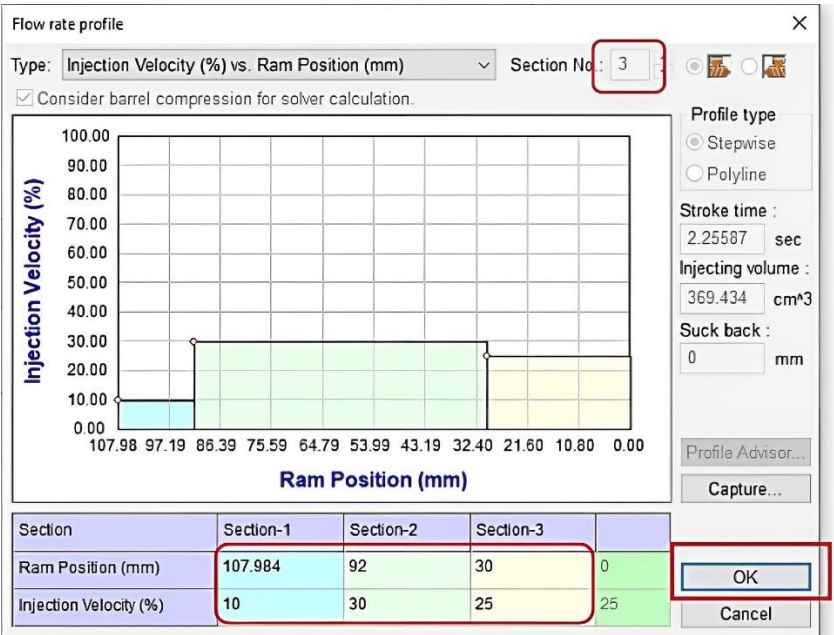 Flow rate profile
Type: Injection Velocity (%) vs. Ram Position (mm) Section No.: 3
Consider barrel compression for solver calculation.
100.00
90.00
80.00
70.00
60.00
50.00
40.00
30.00
20.00
10.00
0.00
Injection Velocity (%)
107.98 97.19 86.39 75.59 64.79 53.99 43.19 32.40 21.60 10.80 0.00
Ram Position (mm)
Profile type
Stepwise
Polyline
Stroke time :
2.25587 sec
Injecting volume :
369.434 cm^3
Suck back :
0 mm
Profile Advisor...
Capture...
Section Section-1 Section-2 Section-3
Ram Position (mm) 107.984 92 30 0
Injection Velocity (%) 10 30 25 25
OK
Cancel